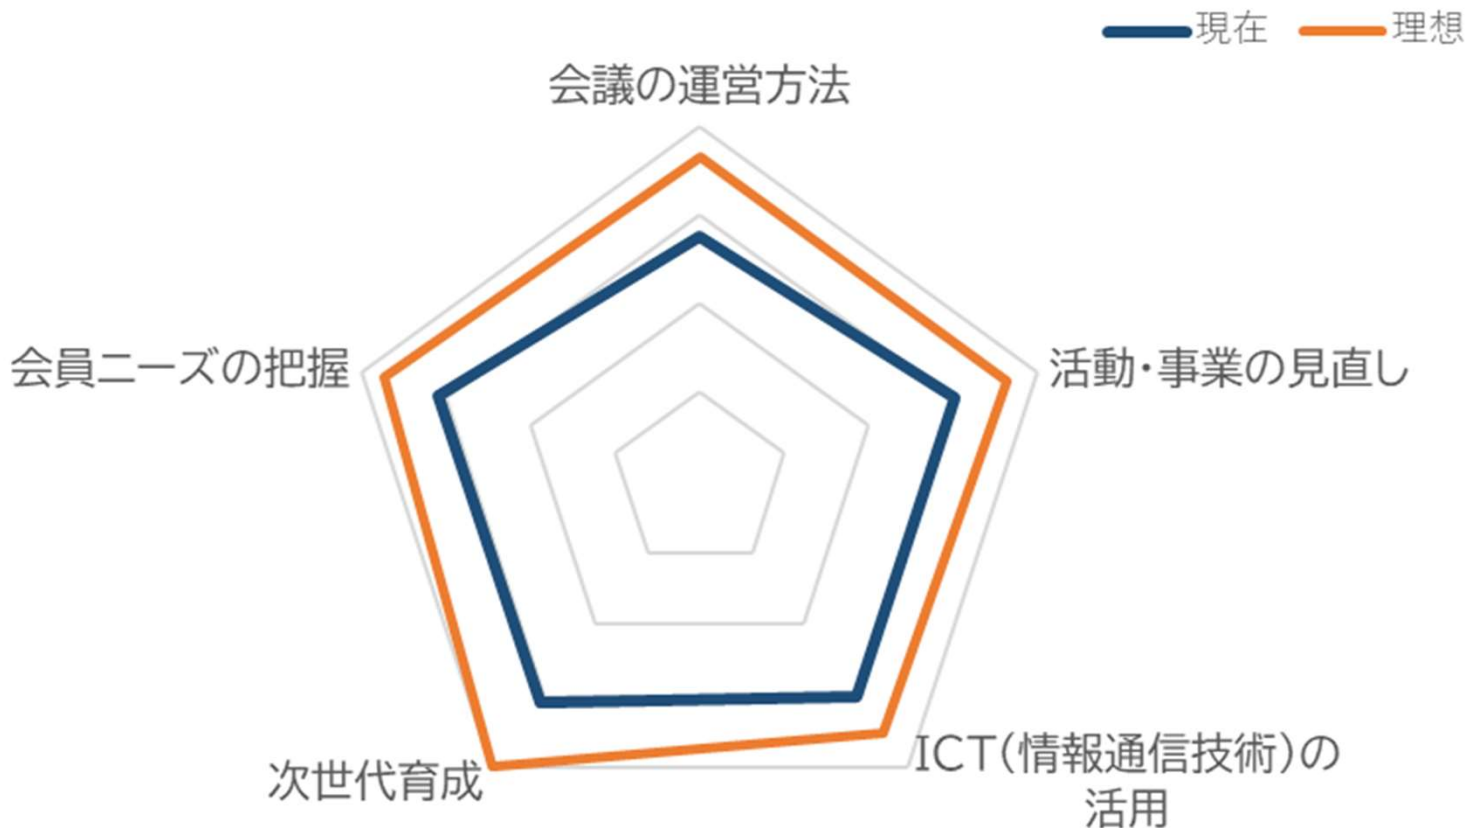 現在 理想
会議の運営方法
会員ニーズの把握
活動・事業の見直し
次世代育成
ICT(情報通信技術)の
活用